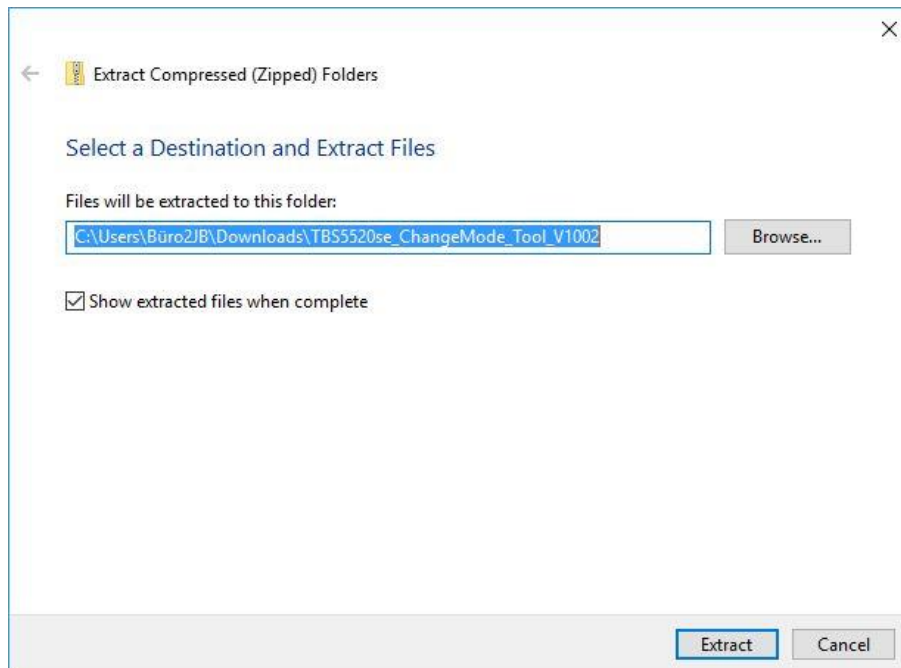 Extract Compressed (Zipped) Folders
Select a Destination and Extract Files
Files will be extracted to this folder:
C:\Users\Büro2JB\Downloads\TBS5520se_ChangeMode_Tool_V1002
Browse...
Show extracted files when complete
Extract
Cancel